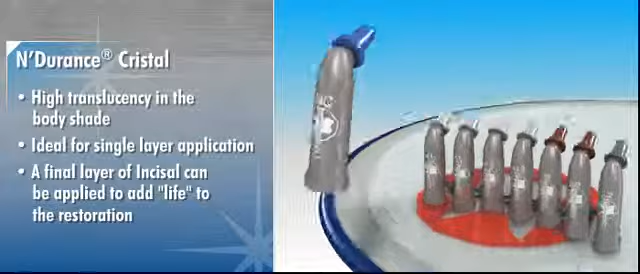 N'Durance® Cristal
• High translucency in the
body shade
• Ideal for single layer application
• A final layer of Incisal can
be applied to add "life" to
the restoration